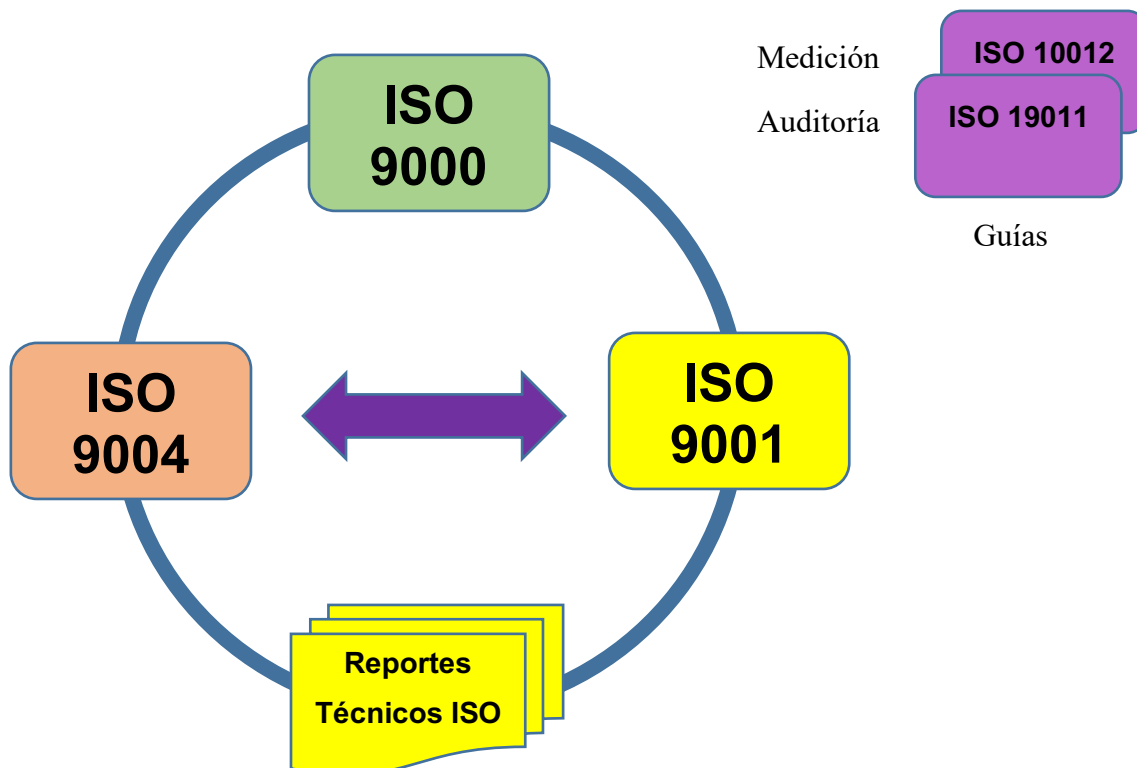 Medición
ISO 10012
Auditoría
ISO 19011
Guías
ISO
9000
ISO
9004
ISO
9001
Reportes
Técnicos ISO